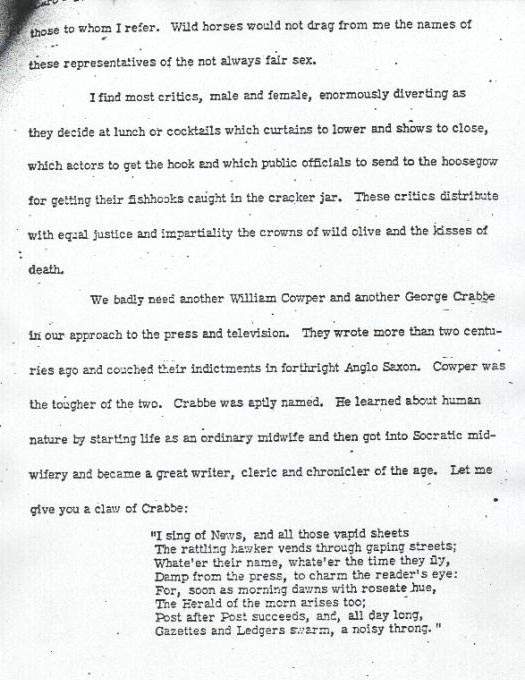 those to whom I refer. Wild horses would not drag from me the names of
these representatives of the not always fair sex.
I find most critics, male and female, enormously diverting as
they decide at lunch or cocktails which curtains to lower and shows to close,
which actors to get the hook and which public officials to send to the hoosegow
for getting their fishhooks caught in the cracker jar. These critics distribute
with equal justice and impartiality the crowns of wild olive and the kisses of
death.
We badly need another William Cowper and another George Crabbe
in our approach to the press and television. They wrote more than two centu-
ries ago and couched their indictments in forthright Anglo Saxon. Cowper was
the tougher of the two. Crabbe was aptly named. He learned about human
nature by starting life as an ordinary midwife and then got into Socratic mid-
wifery and became a great writer, cleric and chronicler of the age. Let me
give you a claw of Crabbe:
"I sing of News, and all those vapid sheets
The rattling hawker vends through gaping streets;
Whate'er their name, whate'er the time they fly,
Damp from the press, to charm the reader's eye:
For, soon as morning dawns with roseate hue,
The Herald of the morn arises too;
Post after Post succeeds, and, all day long,
Gazettes and Ledgers swarm, a noisy throng."